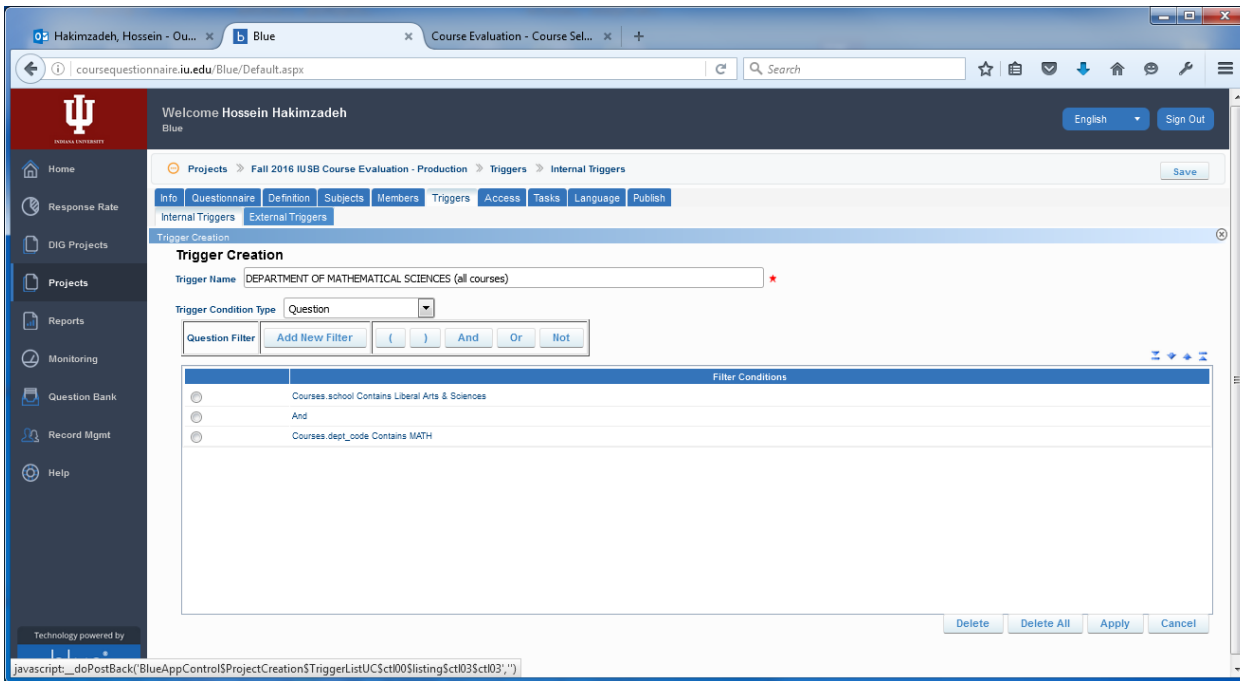 Hakimzadeh, Hossein - Ou...
Blue
Course Evaluation - Course Sel...
coursequestionnaire.iu.edu/Blue/Default.aspx
Search
INDIANA UNIVERSITY
Welcome Hossein Hakimzadeh
Blue
English
Sign Out
Home
Response Rate
DIG Projects
Projects
Reports
Monitoring
Question Bank
Record Mgmt
Help
Technology powered by
Projects Fall 2016 IUSB Course Evaluation - Production Triggers Internal Triggers
Save
Info Questionnaire Definition Subjects Members Triggers Access Tasks Language Publish
Internal Triggers External Triggers
Trigger Creation
Trigger Creation
Trigger Name DEPARTMENT OF MATHEMATICAL SCIENCES (all courses)
Trigger Condition Type Question
Question Filter Add New Filter ( ) And Or Not
Filter Conditions
Courses.school Contains Liberal Arts & Sciences
And
Courses.dept_code Contains MATH
Delete Delete All Apply Cancel
javascript:__doPostBack('BlueAppControl$ProjectCreation$TriggerListUC$ctl00$listing$ctl03$ctl03','')